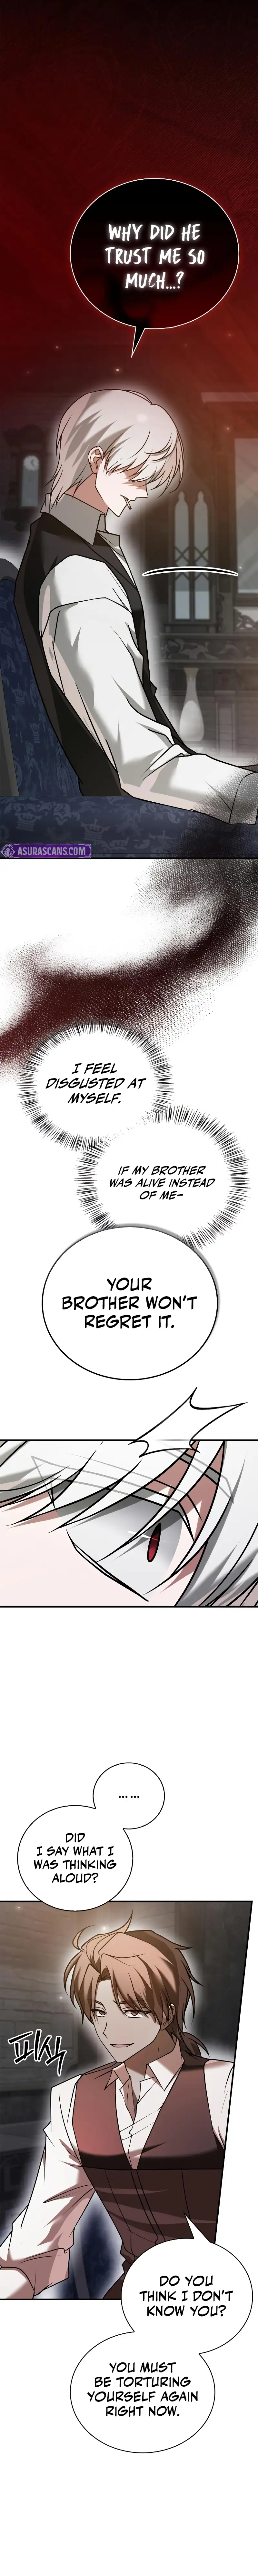 WHY DID HE
TRUST ME SO
MUCH...?
ASURASCANS.COM
I FEEL
DISGUSTED AT
MYSELF.
IF MY BROTHER
WAS ALIVE INSTEAD
OF ME-
YOUR
BROTHER WON'T
REGRET IT.
... ...
DID
I SAY WHAT I
WAS THINKING
ALOUD?
피식
DO YOU
THINK I DON'T
KNOW YOU?
YOU MUST
BE TORTURING
YOURSELF AGAIN
RIGHT NOW.